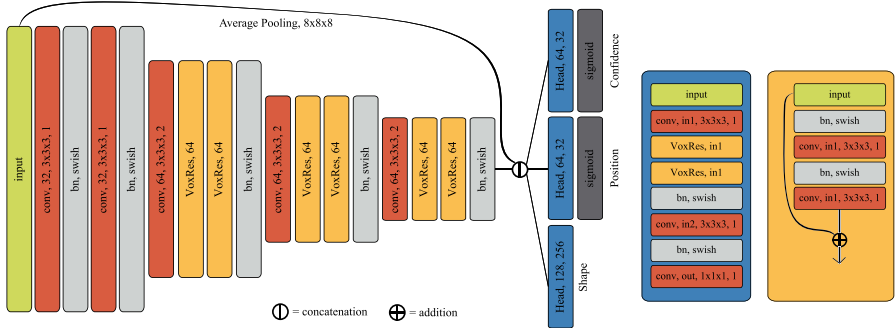 Average Pooling, 8x8x8
input
conv, 32, 3x3x3, 1
bn, swish
conv, 32, 3x3x3, 1
bn, swish
conv, 64, 3x3x3, 2
VoxRes, 64
VoxRes, 64
bn, swish
conv, 64, 3x3x3, 2
VoxRes, 64
VoxRes, 64
bn, swish
conv, 64, 3x3x3, 2
VoxRes, 64
VoxRes, 64
bn, swish
Head, 64, 32
sigmoid
Confidence
Head, 64, 32
sigmoid
Position
Head, 128, 256
Shape
= concatenation
= addition
input
conv, in1, 3x3x3, 1
VoxRes, in1
VoxRes, in1
bn, swish
conv, in2, 3x3x3, 1
bn, swish
conv, out, 1x1x1, 1
input
bn, swish
conv, in1, 3x3x3, 1
bn, swish
conv, in1, 3x3x3, 1